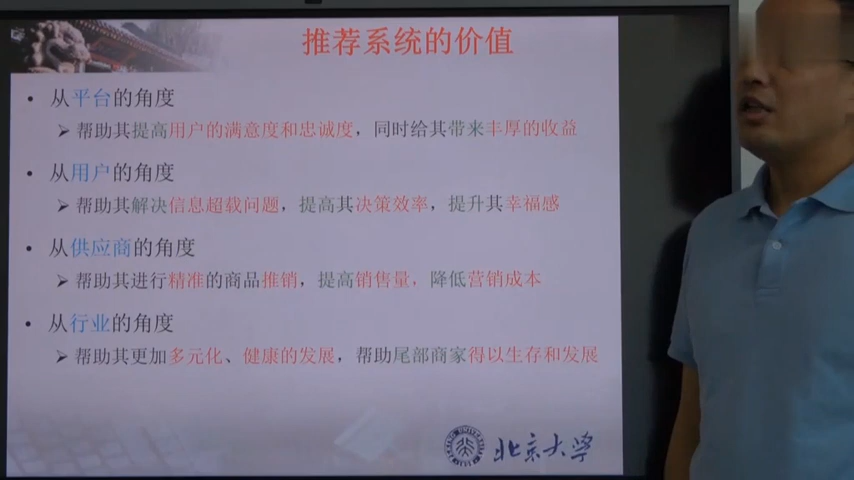 推荐系统的价值
• 从平台的角度
➢ 帮助其提高用户的满意度和忠诚度，同时给其带来丰厚的收益
• 从用户的角度
➢ 帮助其解决信息超载问题，提高其决策效率，提升其幸福感
• 从供应商的角度
➢ 帮助其进行精准的商品推销，提高销售量，降低营销成本
• 从行业的角度
➢ 帮助其更加多元化、健康的发展，帮助尾部商家得以生存和发展
北京大学